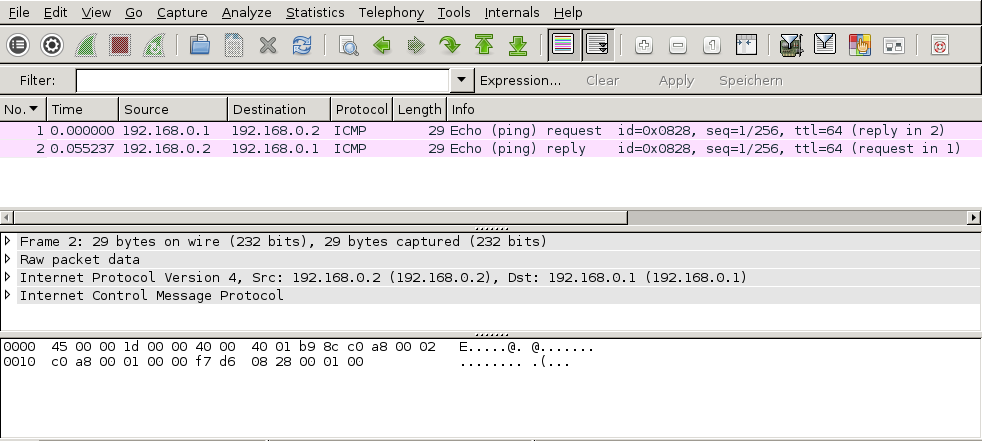 File Edit View Go Capture Analyze Statistics Telephony Tools Internals Help
Filter: Expression... Clear Apply Speichern
No. Time Source Destination Protocol Length Info
1 0.000000 192.168.0.1 192.168.0.2 ICMP 29 Echo (ping) request id=0x0828, seq=1/256, ttl=64 (reply in 2)
2 0.055237 192.168.0.2 192.168.0.1 ICMP 29 Echo (ping) reply id=0x0828, seq=1/256, ttl=64 (request in 1)
Frame 2: 29 bytes on wire (232 bits), 29 bytes captured (232 bits)
Raw packet data
Internet Protocol Version 4, Src: 192.168.0.2 (192.168.0.2), Dst: 192.168.0.1 (192.168.0.1)
Internet Control Message Protocol
0000 45 00 00 1d 00 00 40 00 40 01 b9 8c c0 a8 00 02 E.....@. @.......
0010 c0 a8 00 01 00 00 f7 d6 08 28 00 01 00 ........ .(...